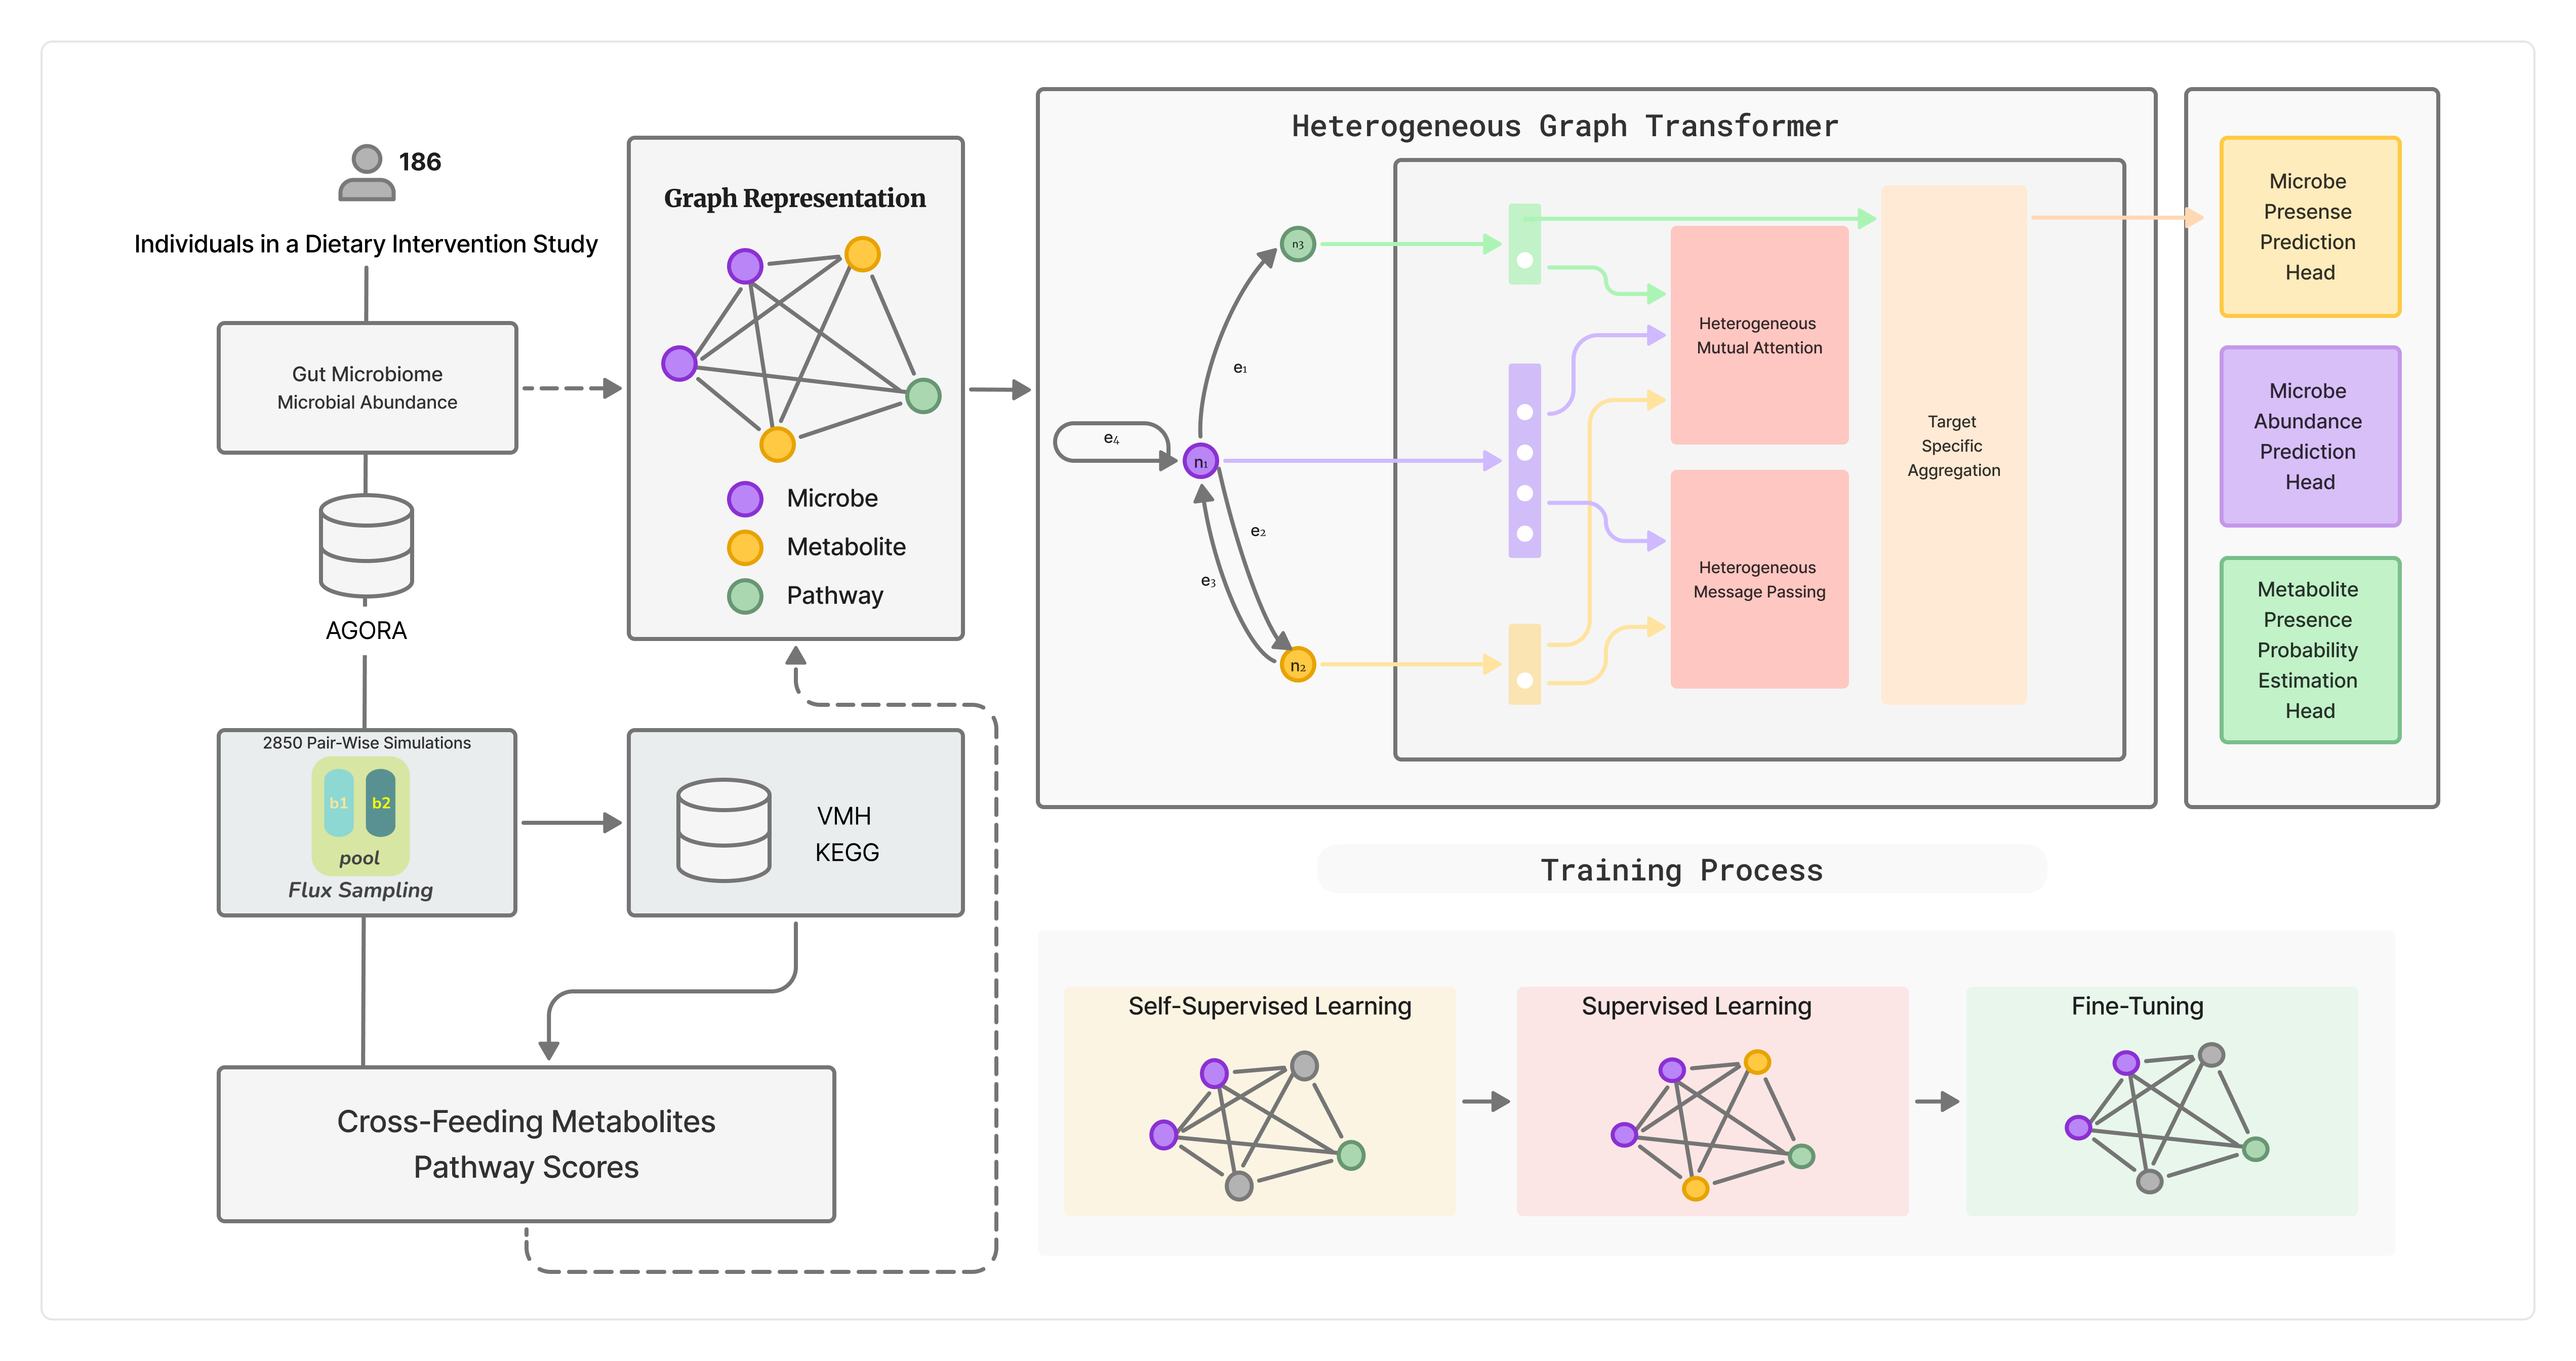 186
Individuals in a Dietary Intervention Study
Gut Microbiome
Microbial Abundance
AGORA
2850 Pair-Wise Simulations
b1
b2
pool
Flux Sampling
VMH
KEGG
Cross-Feeding Metabolites
Pathway Scores
Graph Representation
Microbe
Metabolite
Pathway
Heterogeneous Graph Transformer
n3
e₁
e₄
n₁
e₂
e₃
n₂
Heterogeneous
Mutual Attention
Heterogeneous
Message Passing
Target
Specific
Aggregation
Microbe
Presense
Prediction
Head
Microbe
Abundance
Prediction
Head
Metabolite
Presence
Probability
Estimation
Head
Training Process
Self-Supervised Learning
Supervised Learning
Fine-Tuning